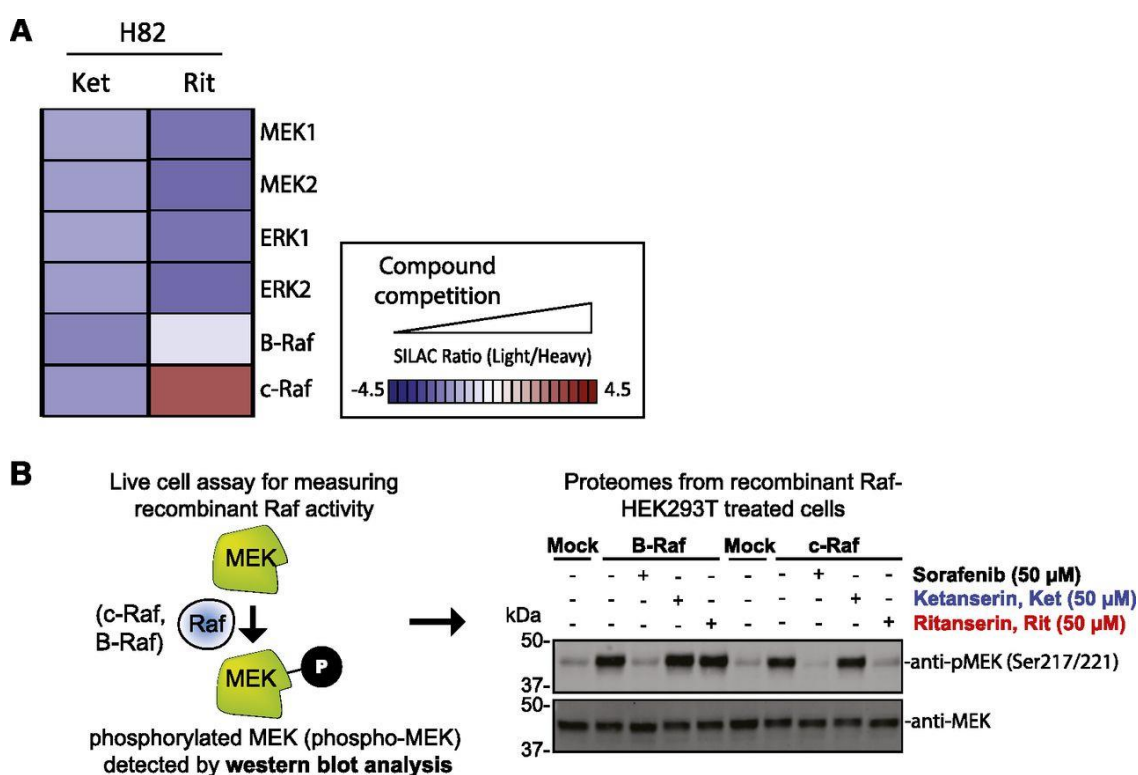 A
H82
Ket Rit
MEK1
MEK2
ERK1
ERK2
B-Raf
c-Raf
Compound
competition
SILAC Ratio (Light/Heavy)
-4.5 4.5
B
Live cell assay for measuring
recombinant Raf activity
MEK
(c-Raf,
B-Raf)
Raf
MEK
P
phosphorylated MEK (phospho-MEK)
detected by western blot analysis
Proteomes from recombinant Raf-
HEK293T treated cells
Mock B-Raf Mock c-Raf
- - + - - - - + - - Sorafenib (50 µM)
- - - + - - - - + - Ketanserin, Ket (50 µM)
- - - - + - - - - + Ritanserin, Rit (50 µM)
kDa
50-
37-
-anti-pMEK (Ser217/221)
50-
37-
-anti-MEK